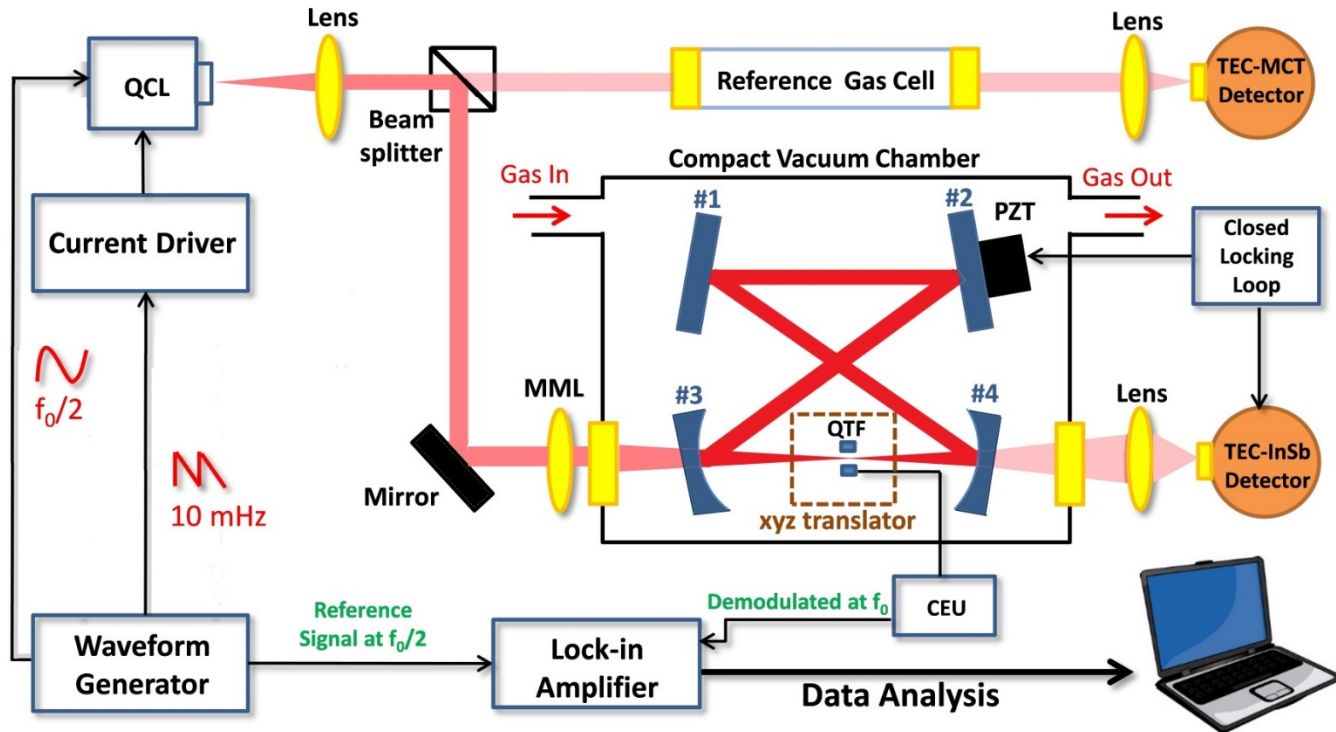 Lens
QCL
Beam
splitter
Reference Gas Cell
Lens
TEC-MCT
Detector
Compact Vacuum Chamber
Gas In
Gas Out
#1
#2
PZT
Current Driver
Closed
Locking
Loop
f₀/2
10 mHz
MML
#3
#4
QTF
Lens
Mirror
xyz translator
TEC-InSb
Detector
Waveform
Generator
Reference
Signal at f₀/2
Lock-in
Amplifier
Demodulated at f₀
CEU
Data Analysis